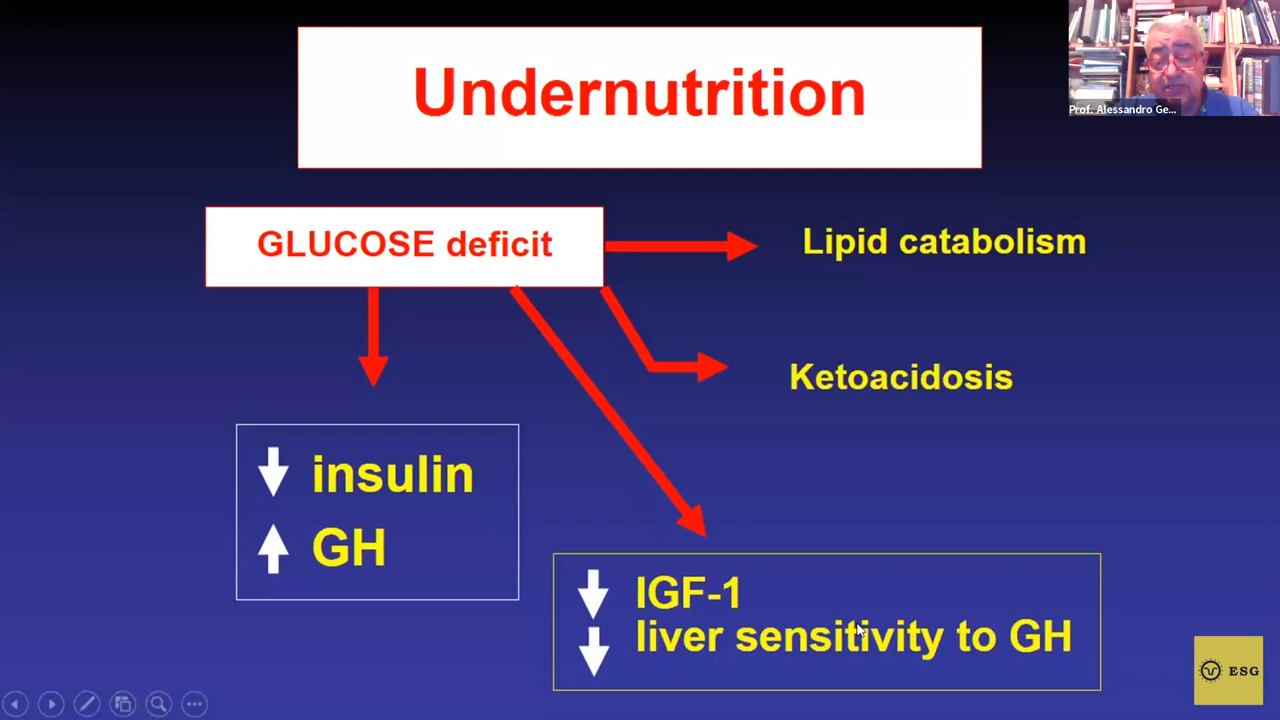 Undernutrition
Prof. Alessandro Ge...
GLUCOSE deficit
Lipid catabolism
Ketoacidosis
insulin
GH
IGF-1
liver sensitivity to GH
ESG